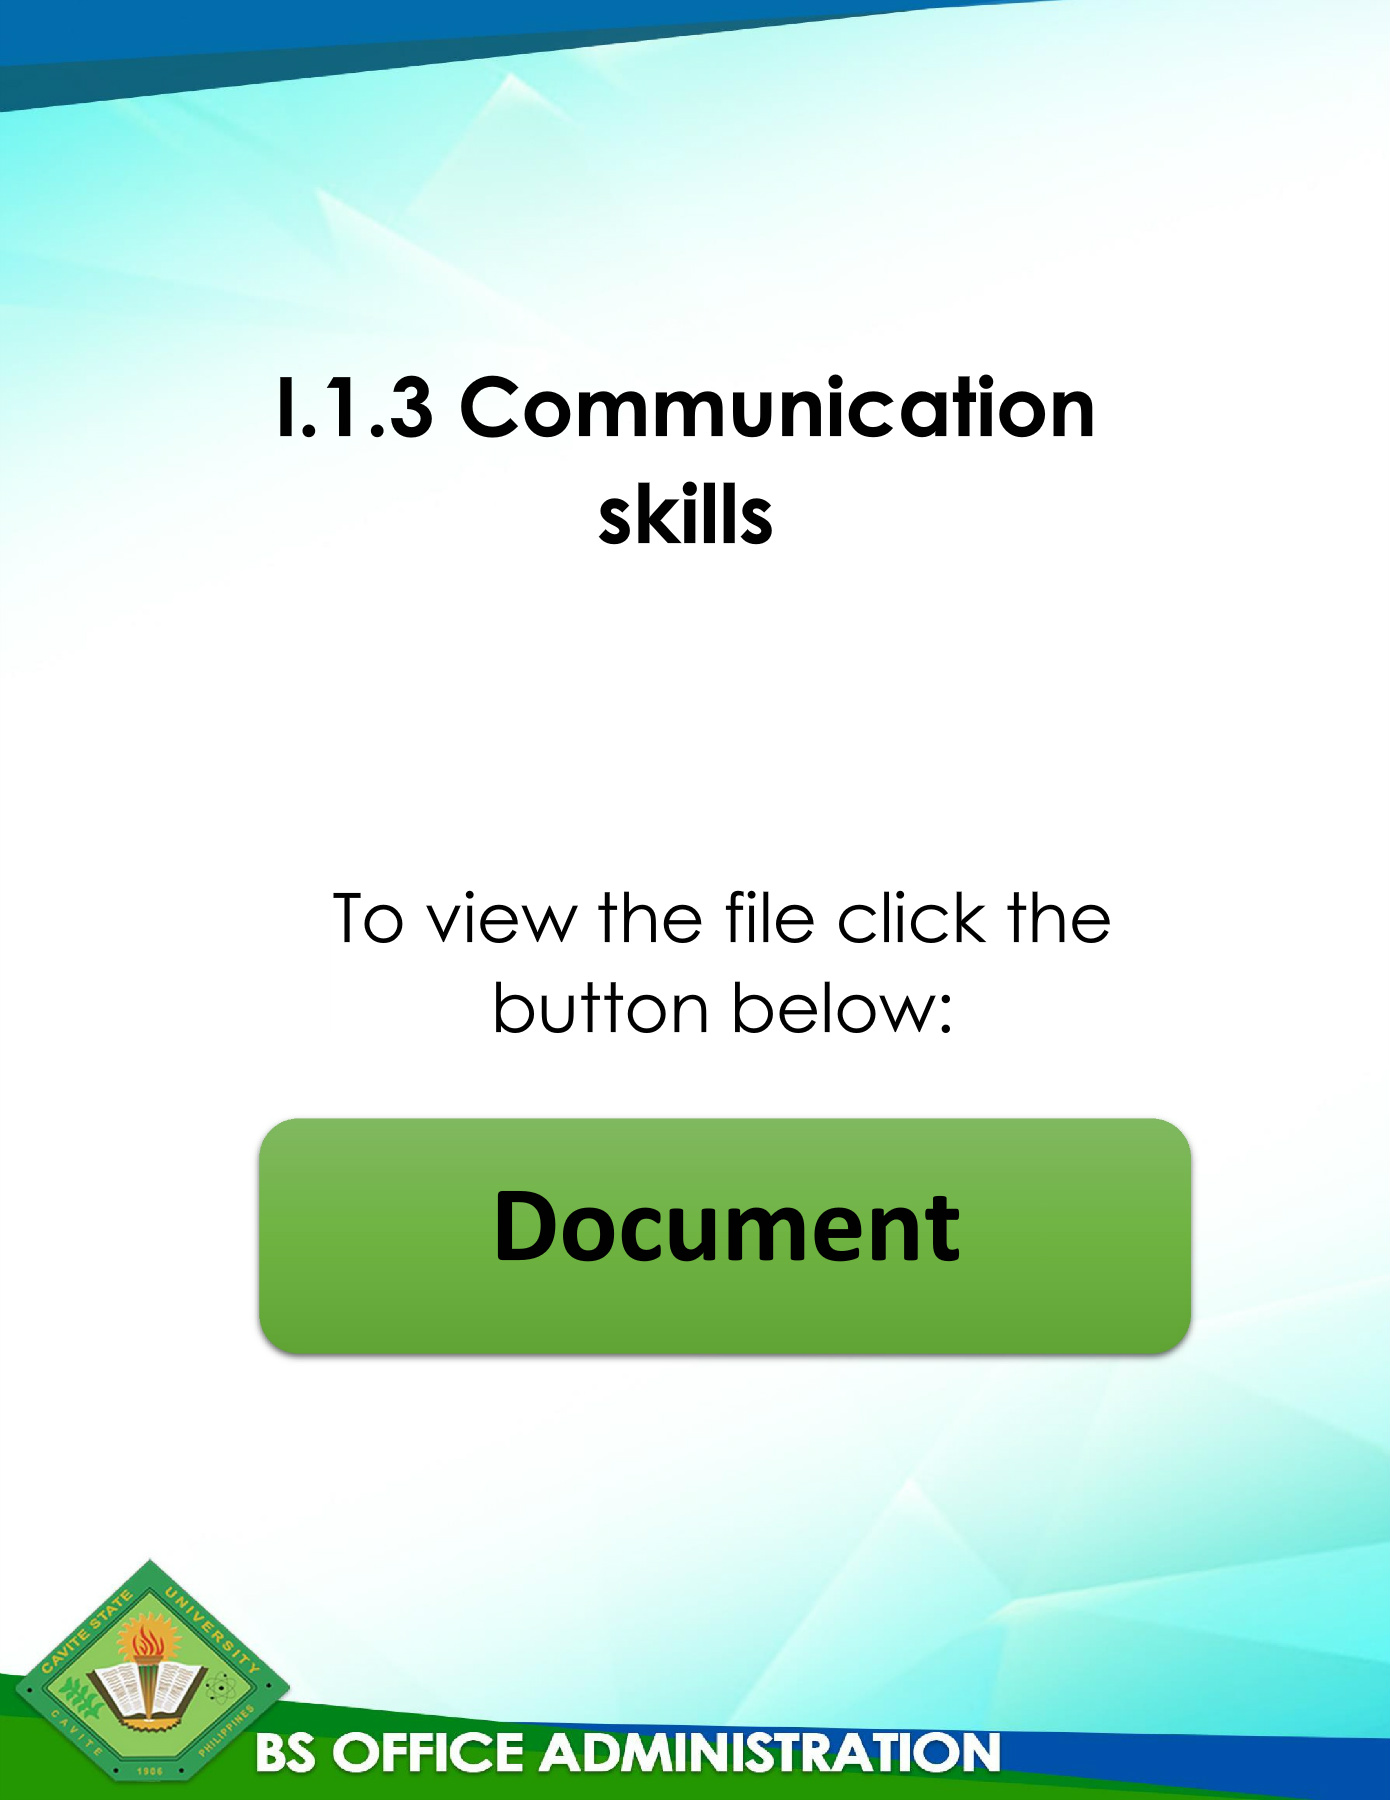 I.1.3 Communication
skills
To view the file click the
button below:
Document
CAVITE STATE UNIVERSITY
CAVITE PHILIPPINES
1906
BS OFFICE ADMINISTRATION